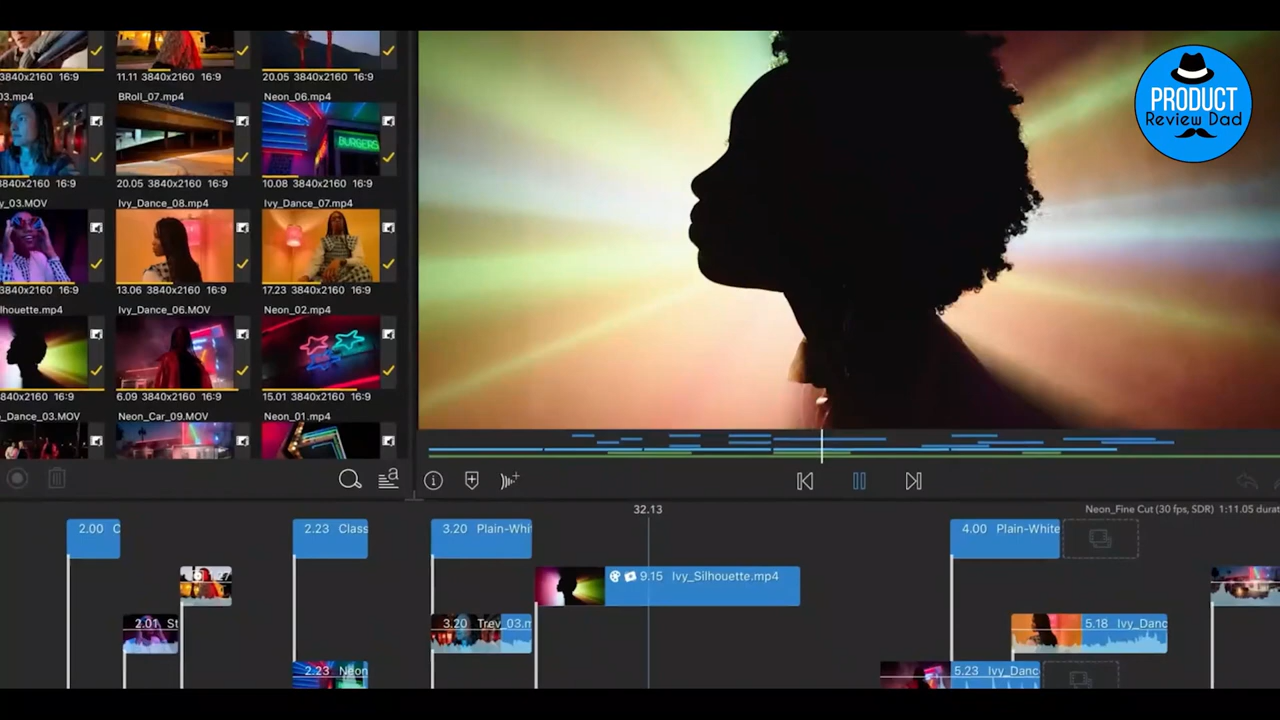 PRODUCT
Review Dad
3840x2160 16:9
11.11 3840x2160 16:9
20.05 3840x2160 16:9
03.mp4
BRoll_07.mp4
Neon_06.mp4
BURGERS
3840x2160 16:9
20.05 3840x2160 16:9
10.08 3840x2160 16:9
y_03.MOV
Ivy_Dance_08.mp4
Ivy_Dance_07.mp4
3840x2160 16:9
13.06 3840x2160 16:9
17.23 3840x2160 16:9
lhouette.mp4
Ivy_Dance_06.MOV
Neon_02.mp4
3840x2160 16:9
6.09 3840x2160 16:9
15.01 3840x2160 16:9
_Dance_03.MOV
Neon_Car_09.MOV
Neon_01.mp4
32.13
Neon_Fine Cut (30 fps, SDR) 1:11.05 durat
2.00 C
2.23 Class
3.20 Plain-Whi
4.00 Plain-White
1.27
9.15 Ivy_Silhouette.mp4
2.01 St
3.20 Trev_03.m
5.18 Ivy_Danc
2.23 Neon
5.23 Ivy_Danc